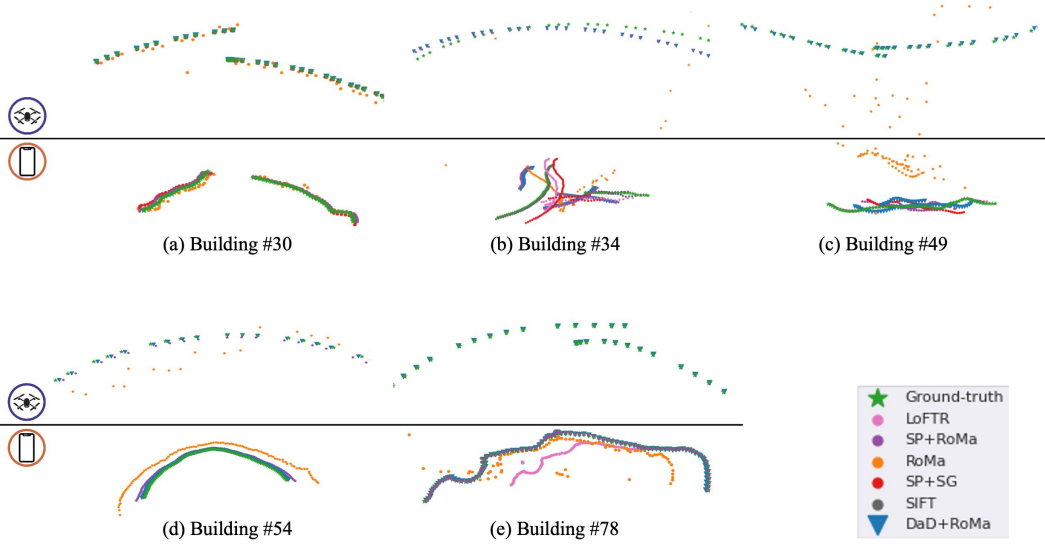 (a) Building #30
(b) Building #34
(c) Building #49
(d) Building #54
(e) Building #78
Ground-truth
LoFTR
SP+RoMa
RoMa
SP+SG
SIFT
DaD+RoMa